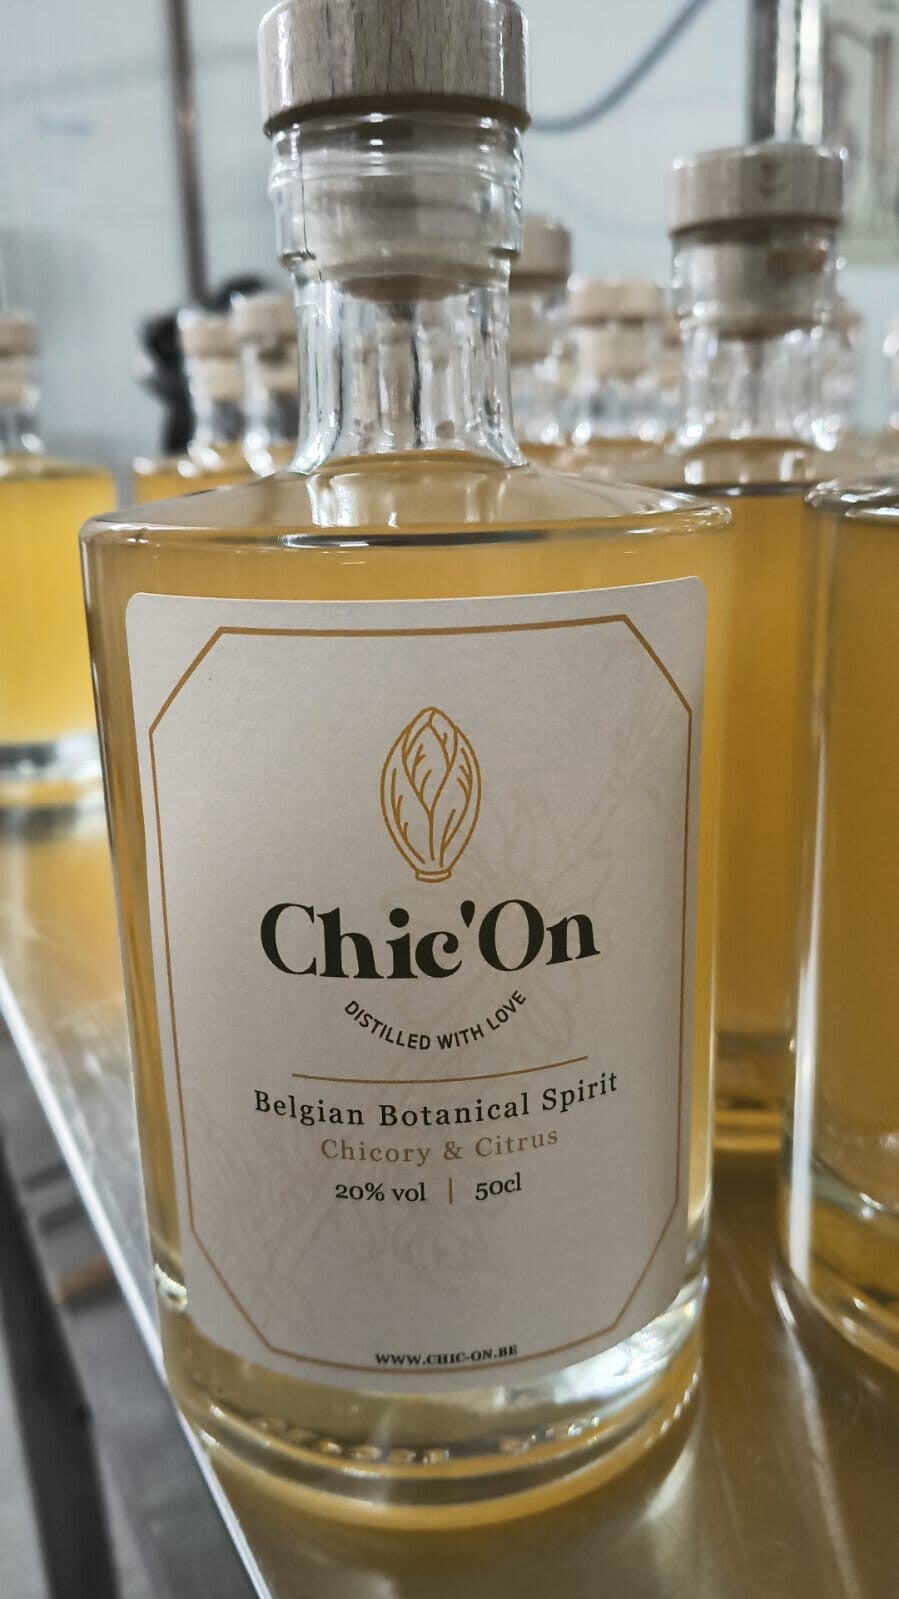 Chic'On
DISTILLED WITH LOVE
Belgian Botanical Spirit
Chicory & Citrus
20% vol | 50cl
WWW.CHIC-ON.BE